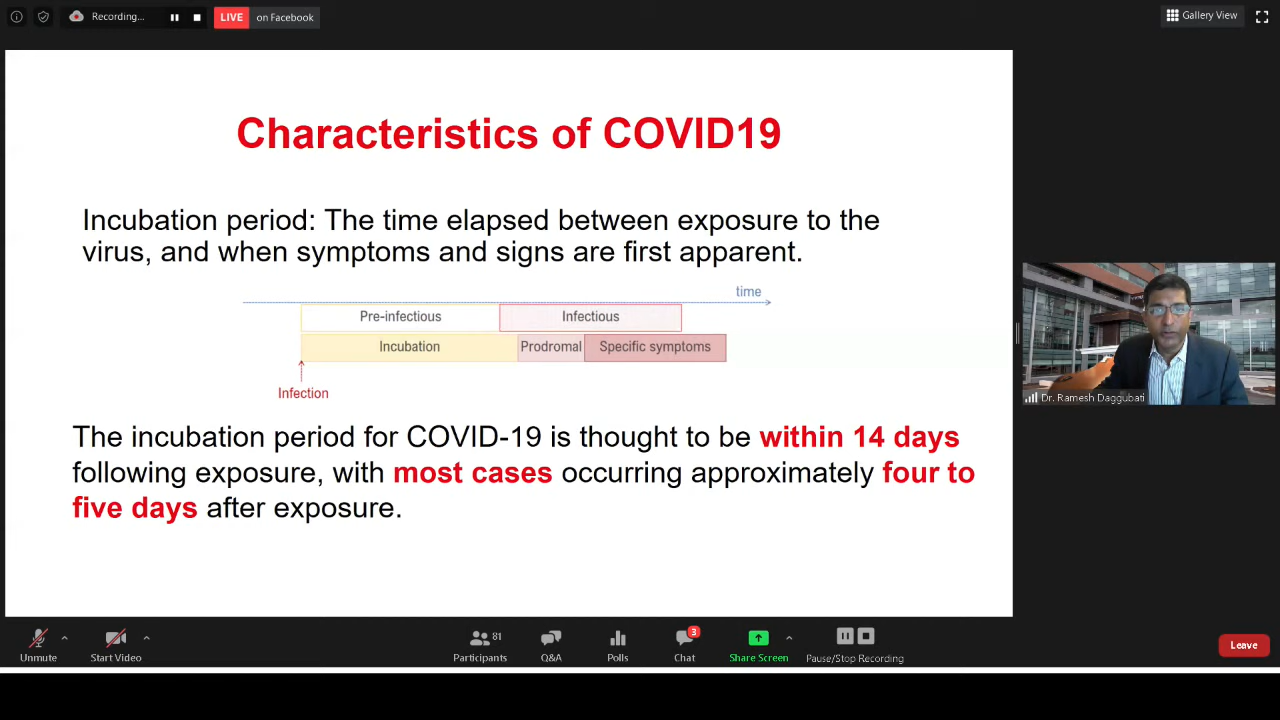 Recording...
LIVE on Facebook
Gallery View
Characteristics of COVID19
Incubation period: The time elapsed between exposure to the
virus, and when symptoms and signs are first apparent.
time
Pre-infectious Infectious
Incubation Prodromal Specific symptoms
Infection
The incubation period for COVID-19 is thought to be within 14 days
following exposure, with most cases occurring approximately four to
five days after exposure.
Dr. Ramesh Daggubati
Unmute
Start Video
81
Participants
Q&A
Polls
3
Chat
Share Screen
Pause/Stop Recording
Leave